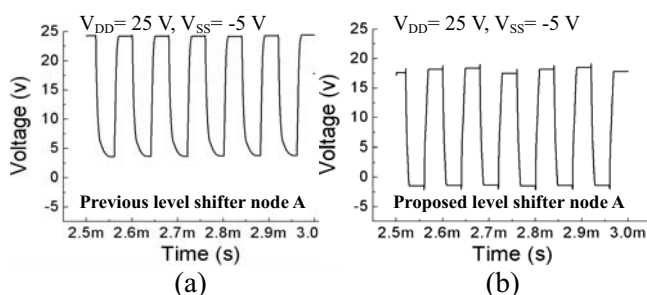 V_DD= 25 V, V_SS= -5 V
25
20
15
10
5
0
-5
Voltage (v)
Previous level shifter node A
2.5m 2.6m 2.7m 2.8m 2.9m 3.0
Time (s)
(a)
V_DD= 25 V, V_SS= -5 V
25
20
15
10
5
0
-5
Voltage (v)
Proposed level shifter node A
2.5m 2.6m 2.7m 2.8m 2.9m 3.0m
Time (s)
(b)